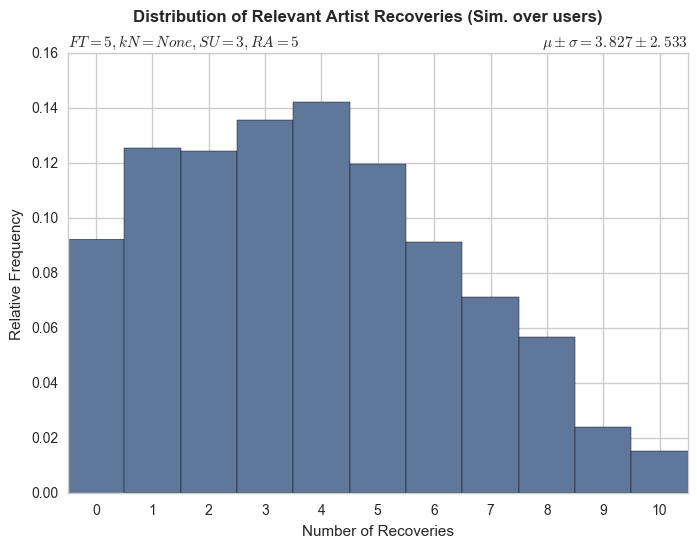 Distribution of Relevant Artist Recoveries (Sim. over users)
FT = 5, kN = None, SU = 3, RA = 5
μ ± σ = 3.827 ± 2.533
0.16
0.14
0.12
0.10
0.08
0.06
0.04
0.02
0.00
Relative Frequency
0 1 2 3 4 5 6 7 8 9 10
Number of Recoveries